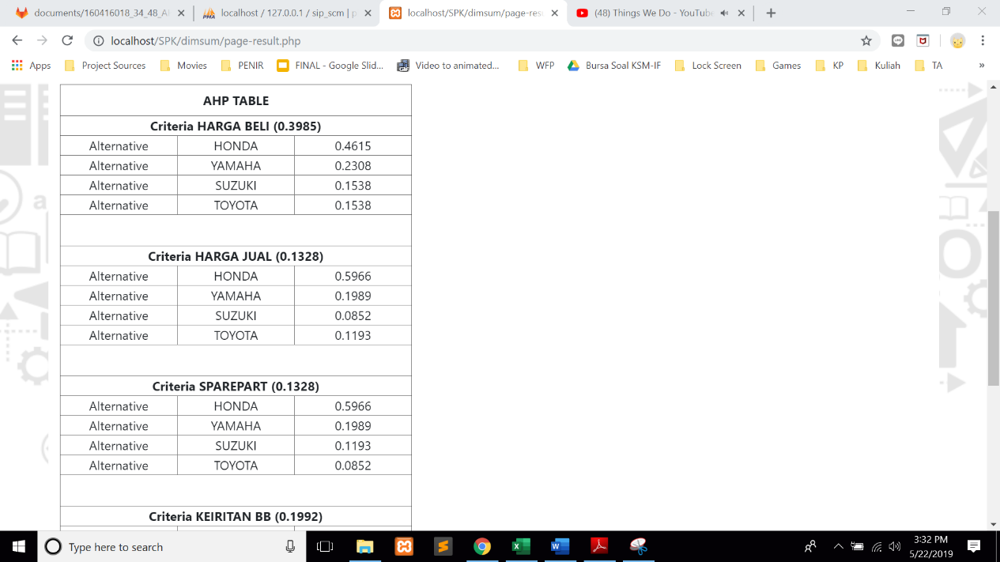 documents/160416018_34_48_A
localhost / 127.0.0.1 / sip_scm | p
localhost/SPK/dimsum/page-res
(48) Things We Do - YouTube
localhost/SPK/dimsum/page-result.php
Apps
Project Sources
Movies
PENIR
FINAL - Google Slid...
Video to animated...
WFP
Bursa Soal KSM-IF
Lock Screen
Games
KP
Kuliah
TA
»
AHP TABLE
Criteria HARGA BELI (0.3985)
Alternative HONDA 0.4615
Alternative YAMAHA 0.2308
Alternative SUZUKI 0.1538
Alternative TOYOTA 0.1538
Criteria HARGA JUAL (0.1328)
Alternative HONDA 0.5966
Alternative YAMAHA 0.1989
Alternative SUZUKI 0.0852
Alternative TOYOTA 0.1193
Criteria SPAREPART (0.1328)
Alternative HONDA 0.5966
Alternative YAMAHA 0.1989
Alternative SUZUKI 0.1193
Alternative TOYOTA 0.0852
Criteria KEIRITAN BB (0.1992)
Type here to search
3:32 PM
5/22/2019